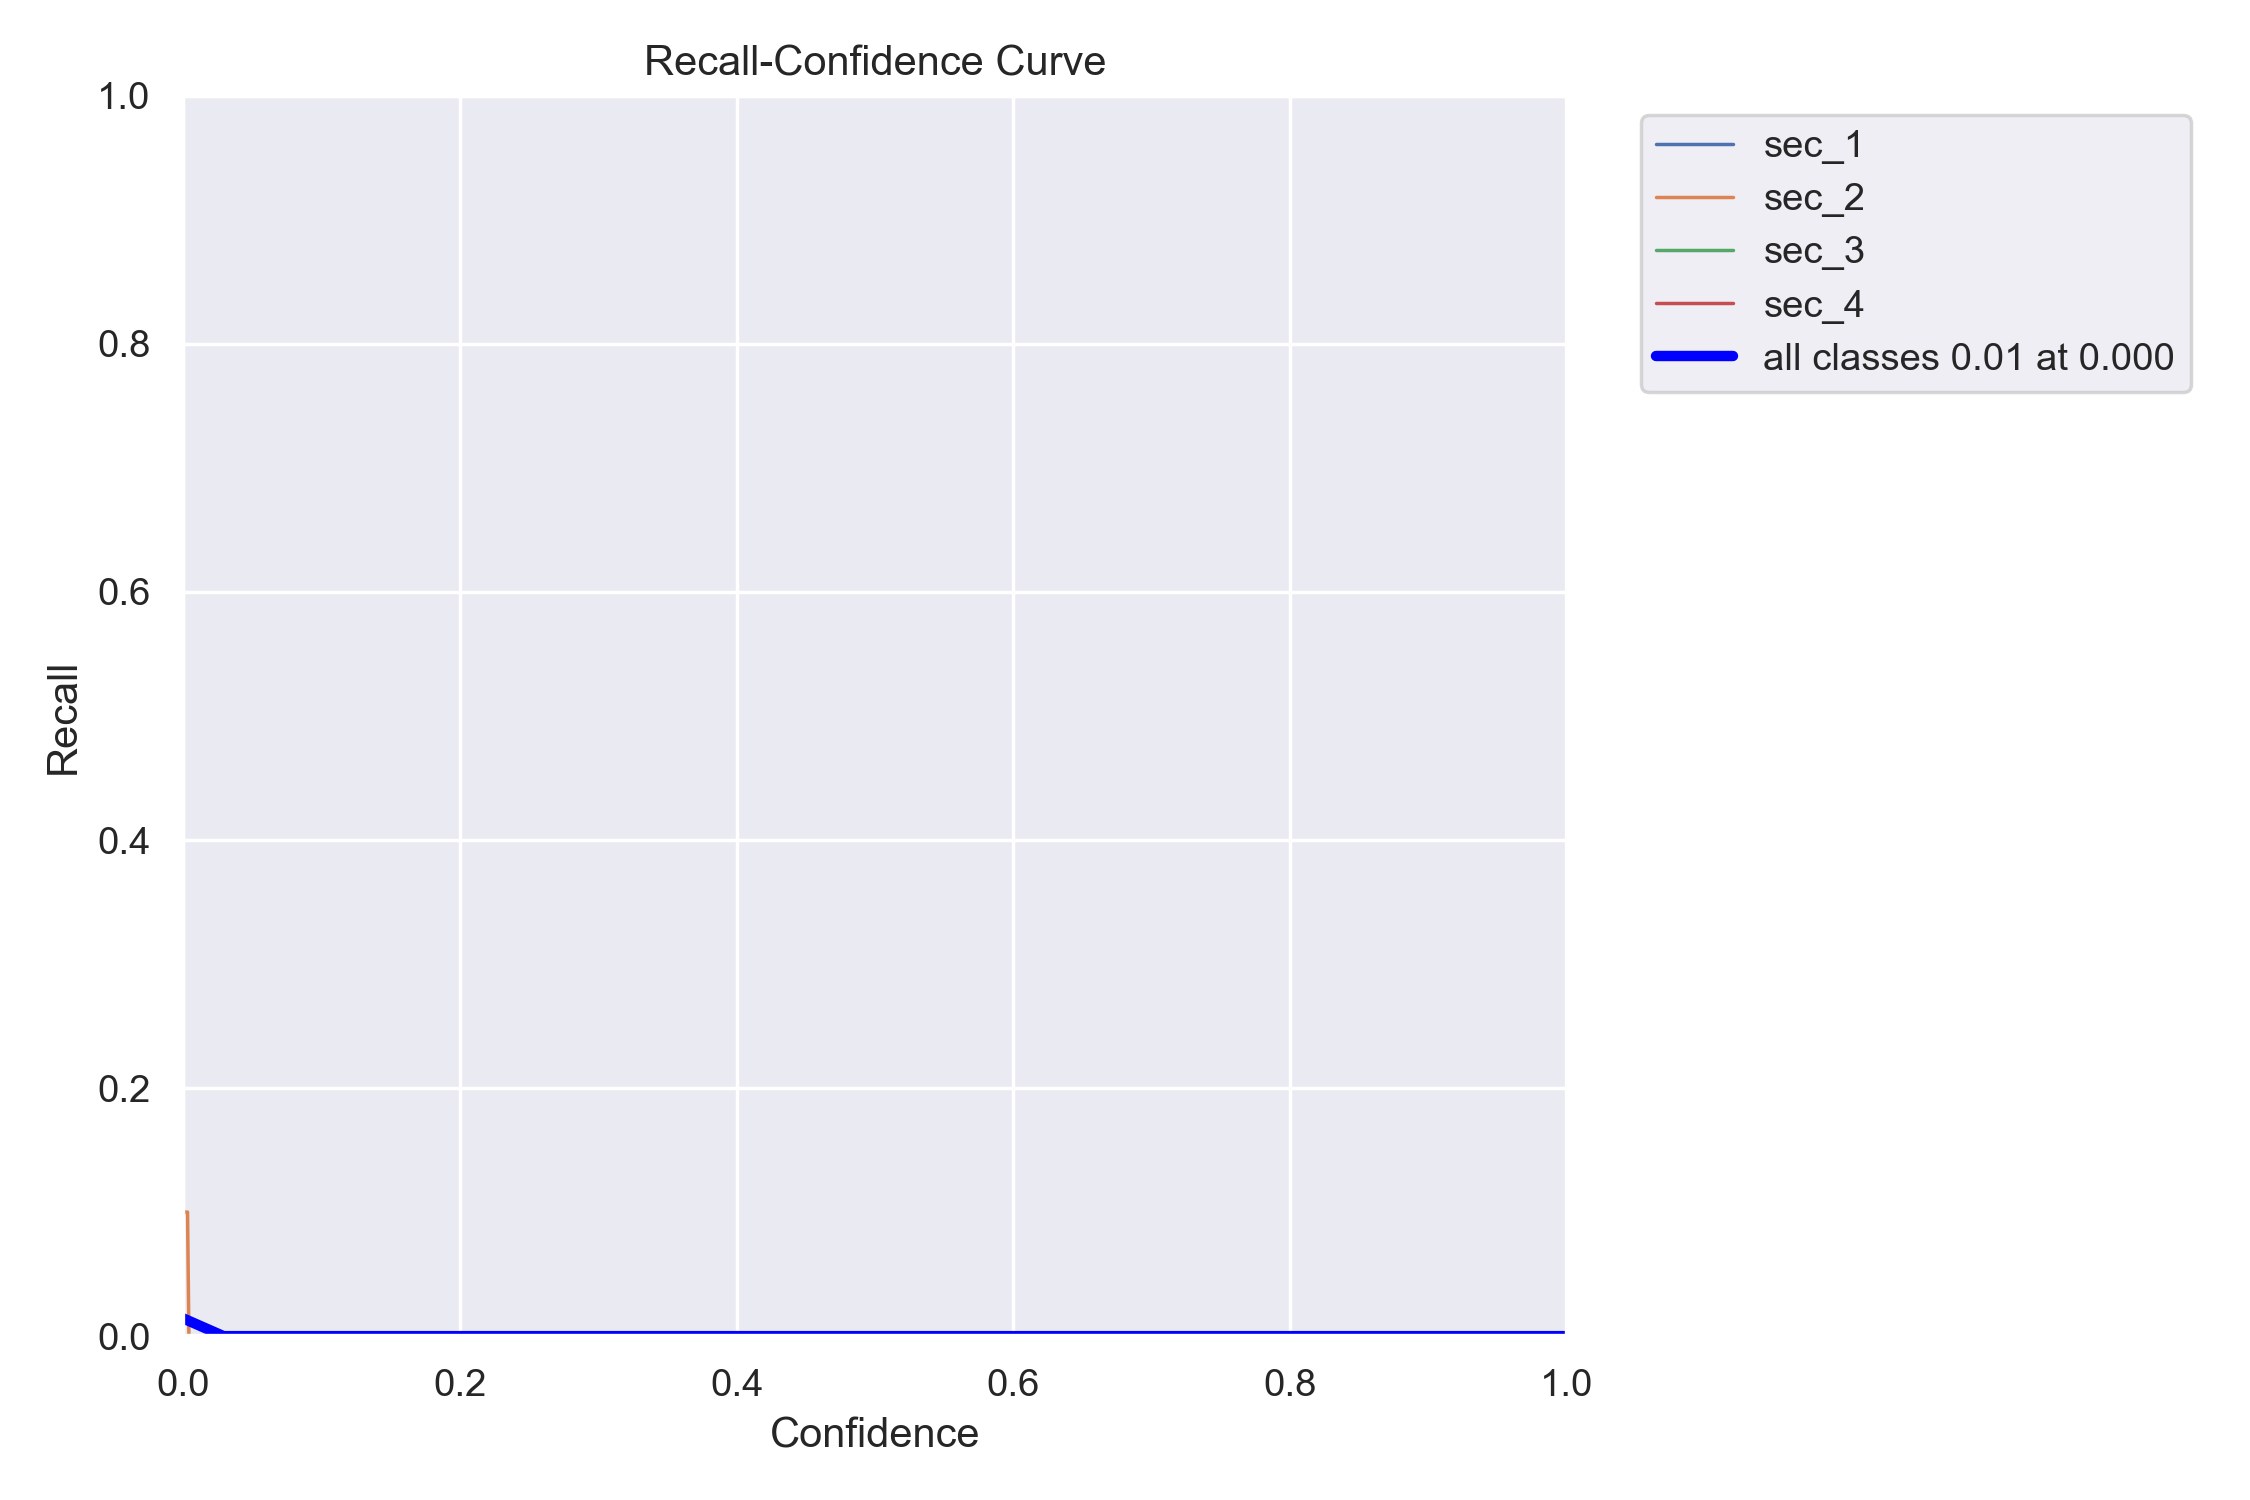 Recall-Confidence Curve
1.0
0.8
0.6
0.4
0.2
0.0
Recall
0.0 0.2 0.4 0.6 0.8 1.0
Confidence
sec_1
sec_2
sec_3
sec_4
all classes 0.01 at 0.000